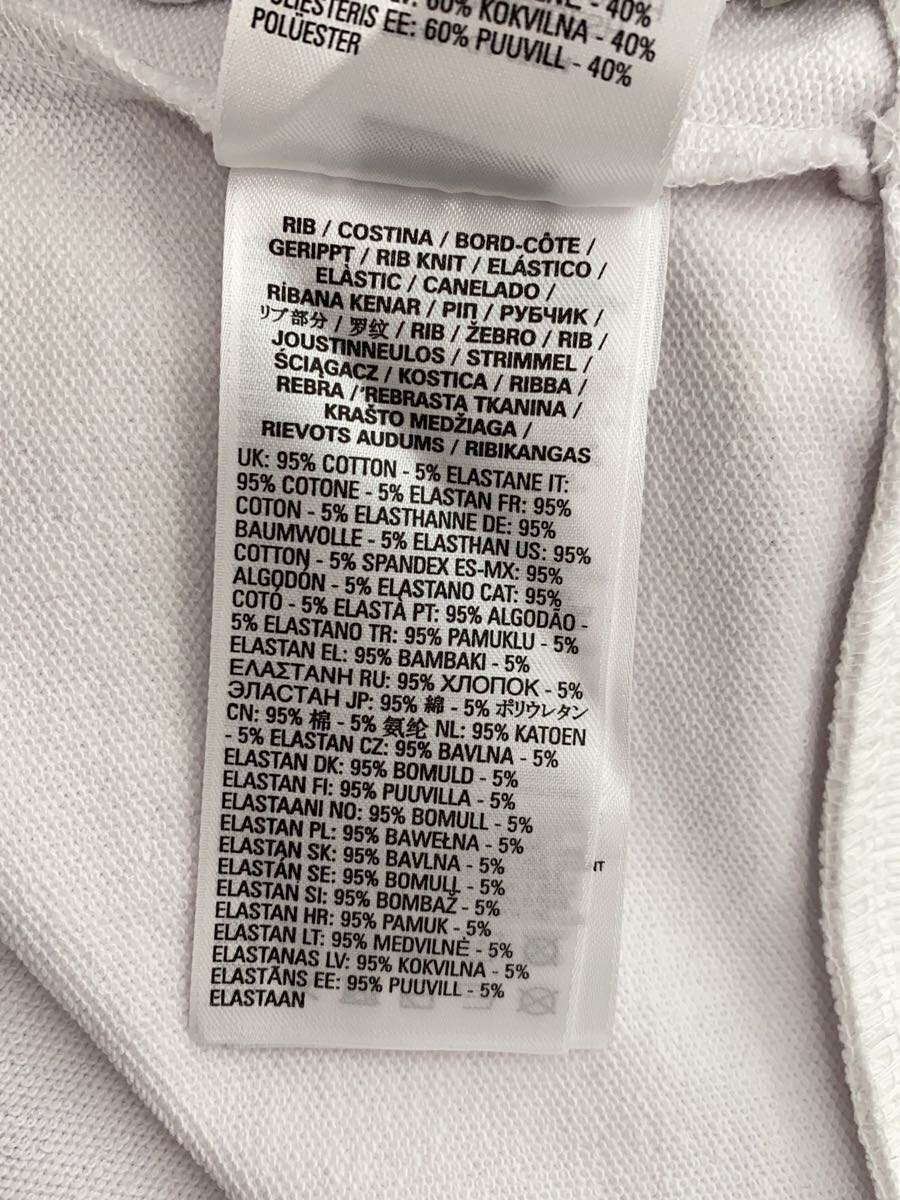 - 40%
60% KOKVILNA - 40%
POLIESTERIS EE: 60% PUUVILL - 40%
POLÜESTER
RIB / COSTINA / BORD-CÔTE /
GERIPPT / RIB KNIT / ELÁSTICO /
ELÀSTIC / CANELADO /
RİBANA KENAR / ΡΙΠ / РУБЧИК /
リブ部分 / 罗纹 / RIB / ŽEBRO / RIB /
JOUSTINNEULOS / STRIMMEL /
ŚCIĄGACZ / KOSTICA / RIBBA /
REBRA / REBRASTA TKANINA /
KRAŠTO MEDŽIAGA /
RIEVOTS AUDUMS / RIBIKANGAS
UK: 95% COTTON - 5% ELASTANE IT:
95% COTONE - 5% ELASTAN FR: 95%
COTON - 5% ELASTHANNE DE: 95%
BAUMWOLLE - 5% ELASTHAN US: 95%
COTTON - 5% SPANDEX ES-MX: 95%
ALGODÓN - 5% ELASTANO CAT: 95%
COTÓ - 5% ELASTÀ PT: 95% ALGODÃO -
5% ELASTANO TR: 95% PAMUKLU - 5%
ELASTAN EL: 95% ΒΑΜΒΑΚΙ - 5%
ΕΛΑΣΤΑΝΗ RU: 95% ХЛОПОК - 5%
ЭЛАСТАН JP: 95% 綿 - 5% ポリウレタン
CN: 95% 棉 - 5% 氨纶 NL: 95% KATOEN
- 5% ELASTAN CZ: 95% BAVLNA - 5%
ELASTAN DK: 95% BOMULD - 5%
ELASTAN FI: 95% PUUVILLA - 5%
ELASTAANI NO: 95% BOMULL - 5%
ELASTAN PL: 95% BAWEŁNA - 5%
ELASTAN SK: 95% BAVLNA - 5%
ELASTÁN SE: 95% BOMULL - 5%
ELASTAN SI: 95% BOMBAŽ - 5%
ELASTAN HR: 95% PAMUK - 5%
ELASTAN LT: 95% MEDVILNĖ - 5%
ELASTANAS LV: 95% KOKVILNA - 5%
ELASTĀNS EE: 95% PUUVILL - 5%
ELASTAAN